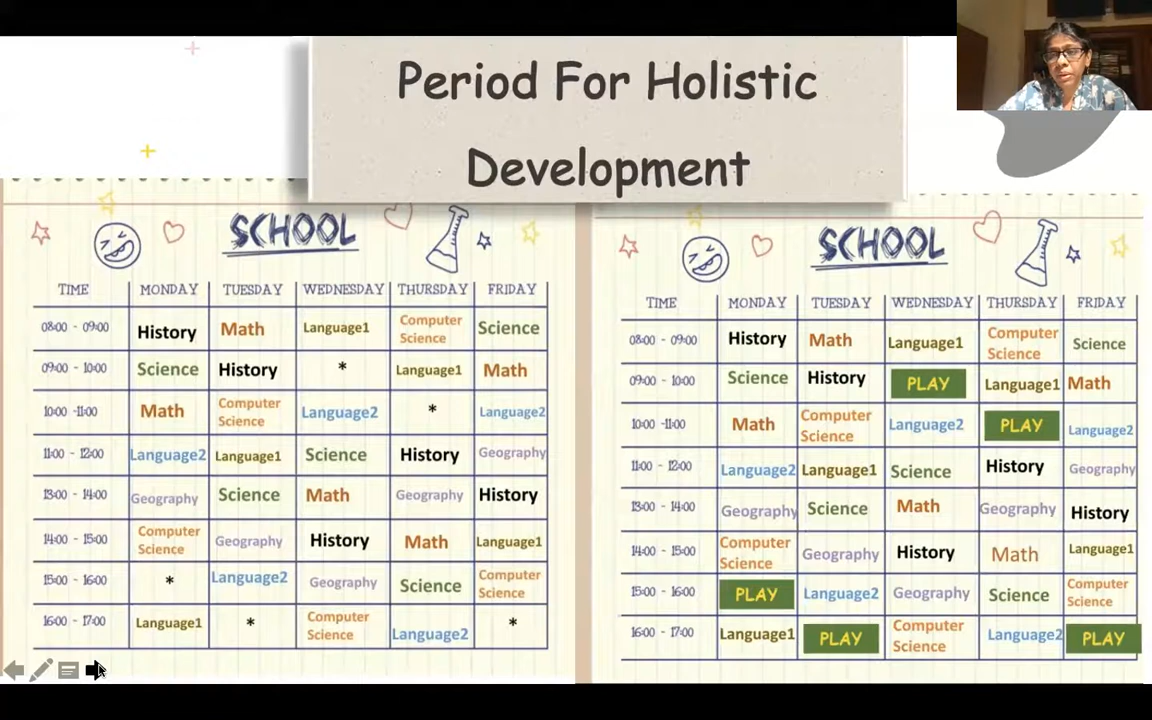 Period For Holistic
Development
SCHOOL
TIME MONDAY TUESDAY WEDNESDAY THURSDAY FRIDAY
08:00 - 09:00 History Math Language1 Computer Science Science
09:00 - 10:00 Science History * Language1 Math
10:00 -11:00 Math Computer Science Language2 * Language2
11:00 - 12:00 Language2 Language1 Science History Geography
13:00 - 14:00 Geography Science Math Geography History
14:00 - 15:00 Computer Science Geography History Math Language1
15:00 - 16:00 * Language2 Geography Science Computer Science
16:00 - 17:00 Language1 * Computer Science Language2 *
SCHOOL
TIME MONDAY TUESDAY WEDNESDAY THURSDAY FRIDAY
08:00 - 09:00 History Math Language1 Computer Science Science
09:00 - 10:00 Science History PLAY Language1 Math
10:00 -11:00 Math Computer Science Language2 PLAY Language2
11:00 - 12:00 Language2 Language1 Science History Geography
13:00 - 14:00 Geography Science Math Geography History
14:00 - 15:00 Computer Science Geography History Math Language1
15:00 - 16:00 PLAY Language2 Geography Science Computer Science
16:00 - 17:00 Language1 PLAY Computer Science Language2 PLAY